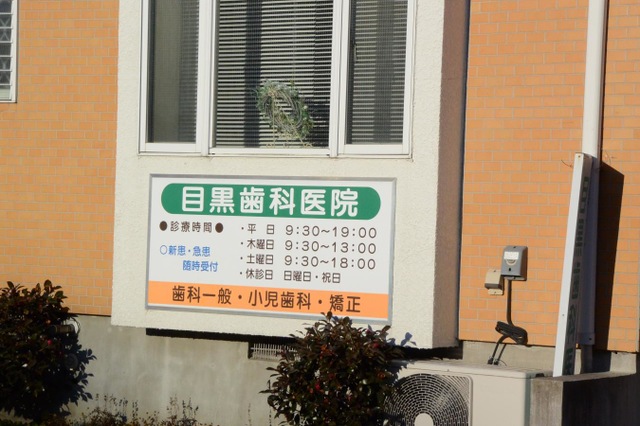 目黒歯科医院
●診療時間●
・平　日　9:30～19:00
・木曜日　9:30～13:00
・土曜日　9:30～18:00
・休診日　日曜日・祝日
○新患・急患
随時受付
歯科一般・小児歯科・矯正